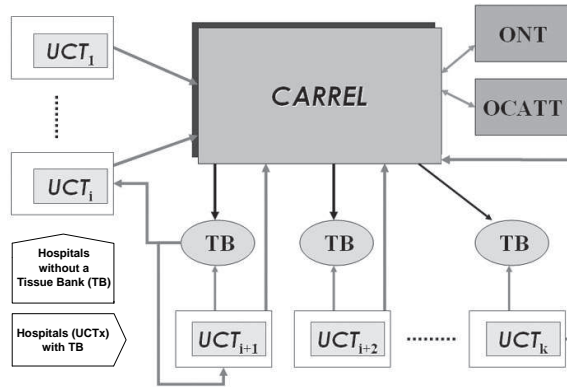 UCT1
CARREL
ONT
OCATT
UCTi
TB
TB
TB
Hospitals
without a
Tissue Bank (TB)
Hospitals (UCTx)
with TB
UCTi+1
UCTi+2
UCTk